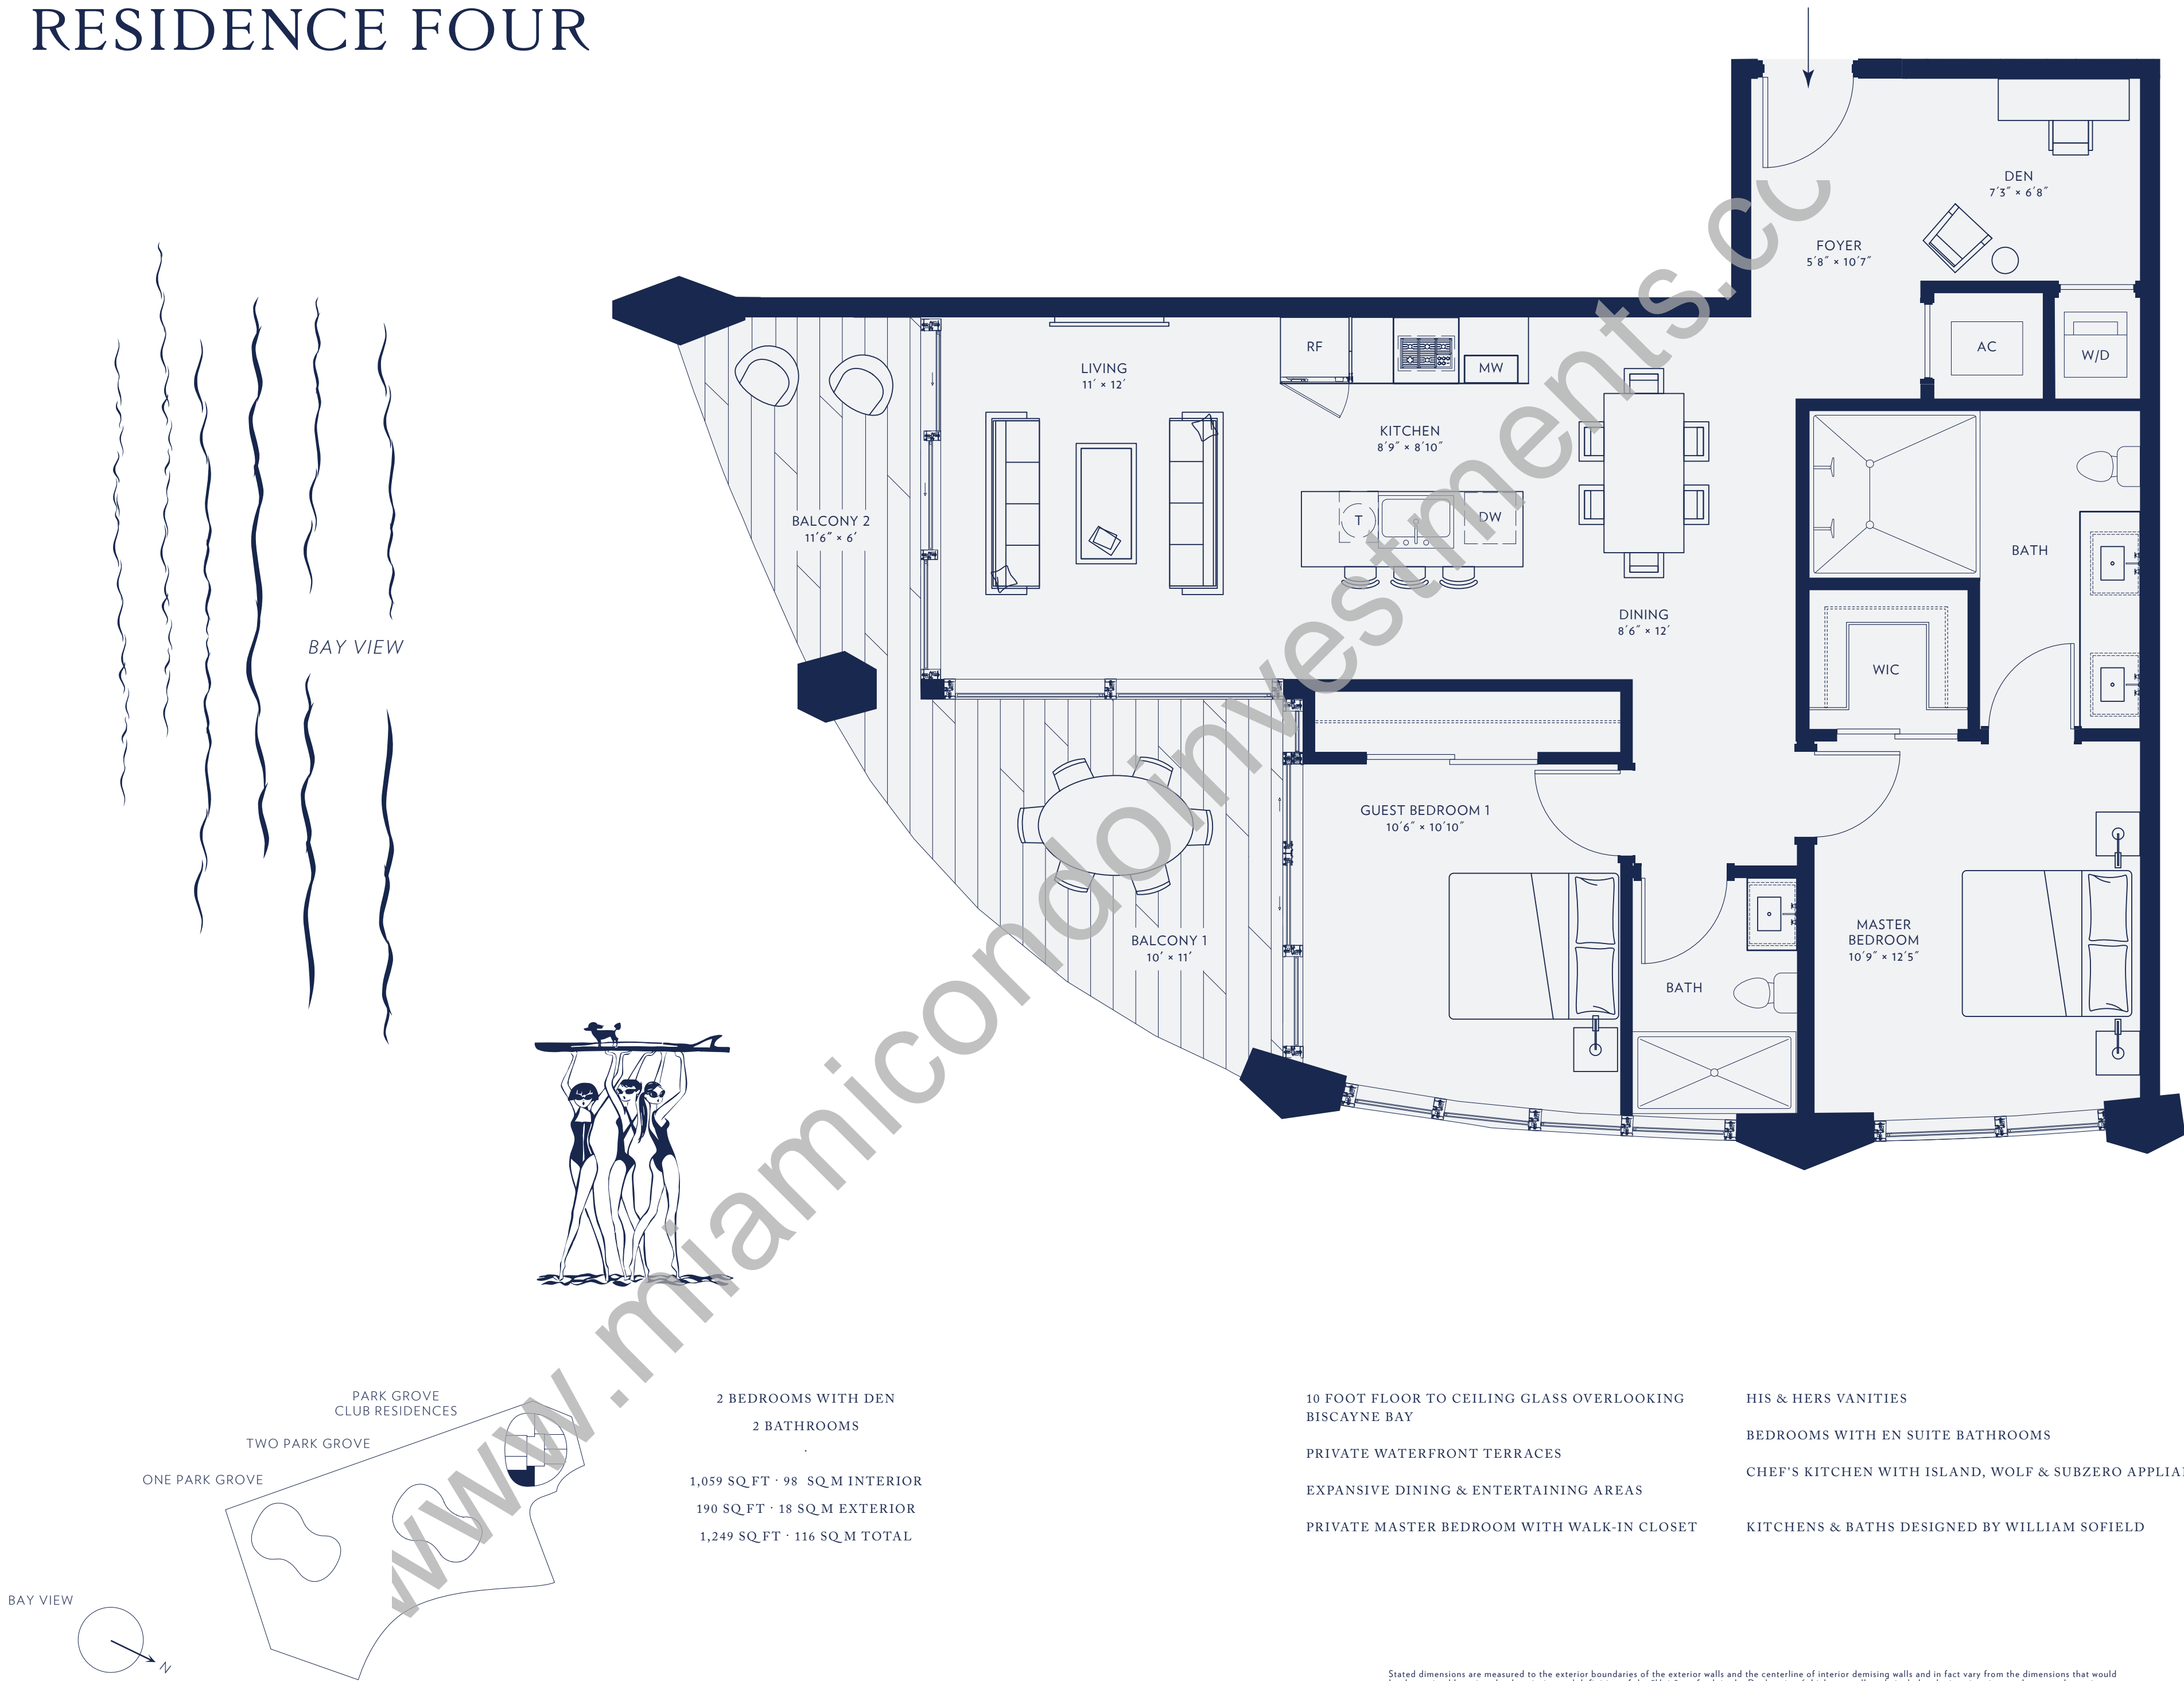 RESIDENCE FOUR
DEN
7'3" × 6'8"
FOYER
5'8" × 10'7"
AC
W/D
LIVING
11' × 12'
RF
MW
KITCHEN
8'9" × 8'10"
BALCONY 2
11'6" × 6'
T
DW
BATH
DINING
8'6" × 12'
BAY VIEW
WIC
GUEST BEDROOM 1
10'6" × 10'10"
BALCONY 1
10' × 11'
MASTER
BEDROOM
10'9" × 12'5"
BATH
www.miamicondoinvestments.cc
PARK GROVE
CLUB RESIDENCES
TWO PARK GROVE
ONE PARK GROVE
BAY VIEW
N
2 BEDROOMS WITH DEN
2 BATHROOMS
·
1,059 SQ FT · 98 SQ M INTERIOR
190 SQ FT · 18 SQ M EXTERIOR
1,249 SQ FT · 116 SQ M TOTAL
10 FOOT FLOOR TO CEILING GLASS OVERLOOKING
BISCAYNE BAY
PRIVATE WATERFRONT TERRACES
EXPANSIVE DINING & ENTERTAINING AREAS
PRIVATE MASTER BEDROOM WITH WALK-IN CLOSET
HIS & HERS VANITIES
BEDROOMS WITH EN SUITE BATHROOMS
CHEF'S KITCHEN WITH ISLAND, WOLF & SUBZERO
KITCHENS & BATHS DESIGNED BY WILLIAM SOFIELD
Stated dimensions are measured to the exterior boundaries of the exterior walls and the centerline of interior demising walls and in fact vary from the dimensions that would